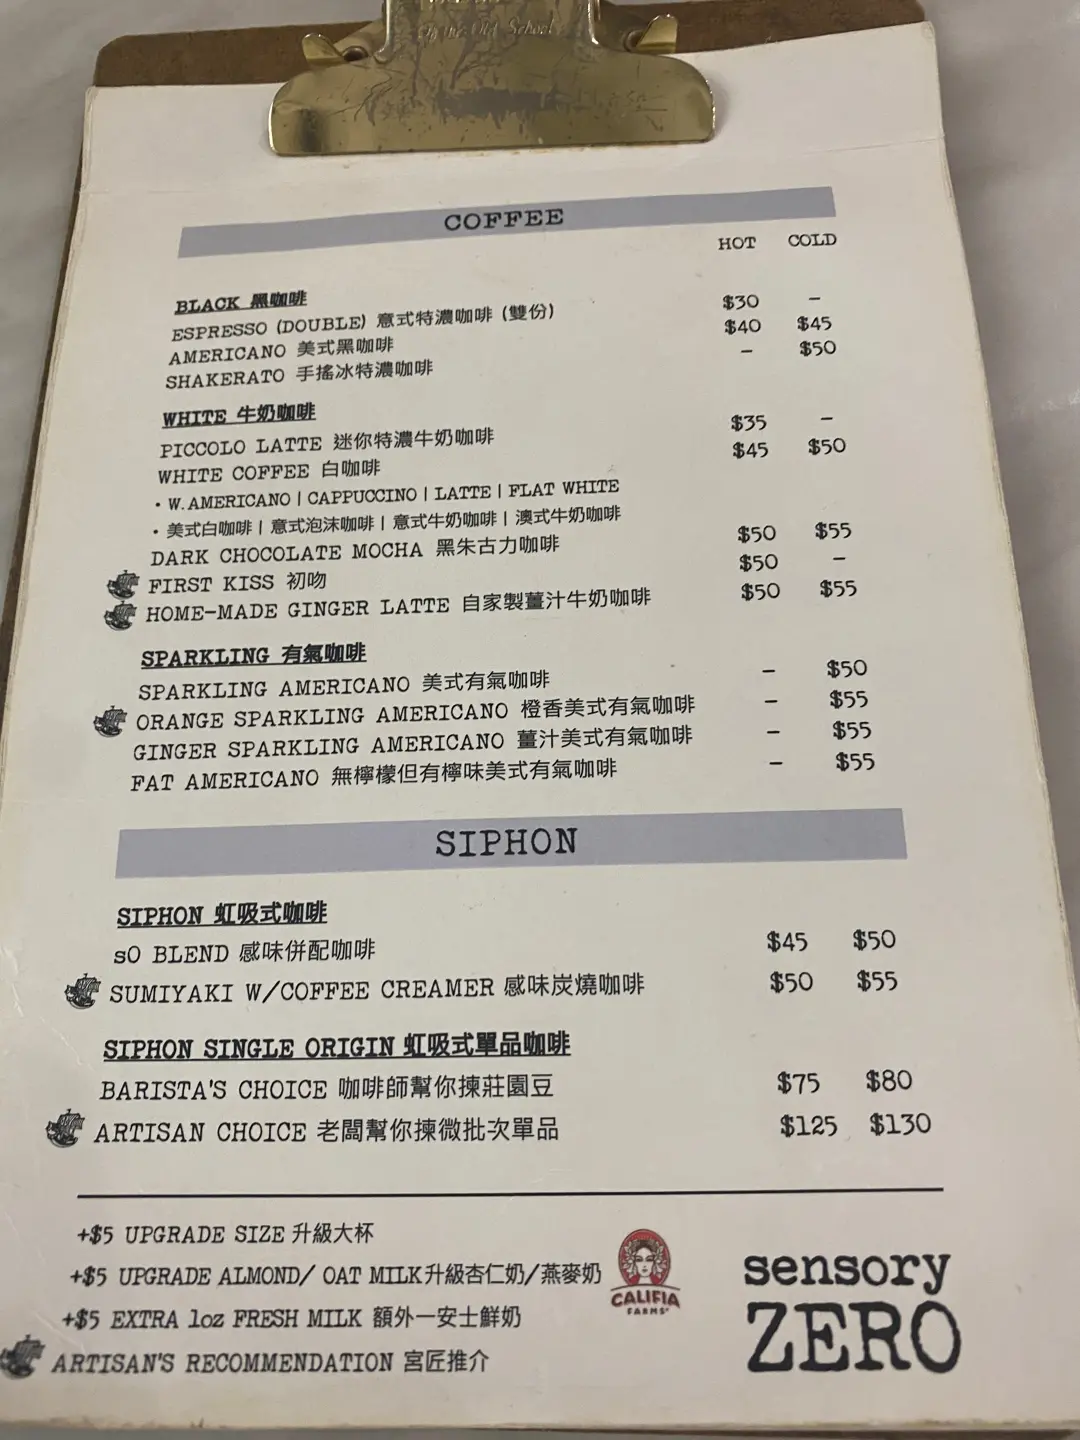 In the Old School
COFFEE
HOT COLD
BLACK 黑咖啡
ESPRESSO (DOUBLE) 意式特濃咖啡 (雙份) $30 –
AMERICANO 美式黑咖啡 $40 $45
SHAKERATO 手搖冰特濃咖啡 – $50
WHITE 牛奶咖啡
PICCOLO LATTE 迷你特濃牛奶咖啡 $35 –
WHITE COFFEE 白咖啡 $45 $50
· W.AMERICANO | CAPPUCCINO | LATTE | FLAT WHITE
· 美式白咖啡 | 意式泡沫咖啡 | 意式牛奶咖啡 | 澳式牛奶咖啡
DARK CHOCOLATE MOCHA 黑朱古力咖啡 $50 $55
FIRST KISS 初吻 $50 –
HOME-MADE GINGER LATTE 自家製薑汁牛奶咖啡 $50 $55
SPARKLING 有氣咖啡
SPARKLING AMERICANO 美式有氣咖啡 – $50
ORANGE SPARKLING AMERICANO 橙香美式有氣咖啡 – $55
GINGER SPARKLING AMERICANO 薑汁美式有氣咖啡 – $55
FAT AMERICANO 無檸檬但有檸味美式有氣咖啡 – $55
SIPHON
SIPHON 虹吸式咖啡
sO BLEND 感味併配咖啡 $45 $50
SUMIYAKI W/COFFEE CREAMER 感味炭燒咖啡 $50 $55
SIPHON SINGLE ORIGIN 虹吸式單品咖啡
BARISTA'S CHOICE 咖啡師幫你揀莊園豆 $75 $80
ARTISAN CHOICE 老闆幫你揀微批次單品 $125 $130
+$5 UPGRADE SIZE 升級大杯
+$5 UPGRADE ALMOND/ OAT MILK升級杏仁奶/燕麥奶
+$5 EXTRA 1oz FRESH MILK 額外一安士鮮奶
ARTISAN'S RECOMMENDATION 宮匠推介
CALIFIA
FARMS
sensory
ZERO